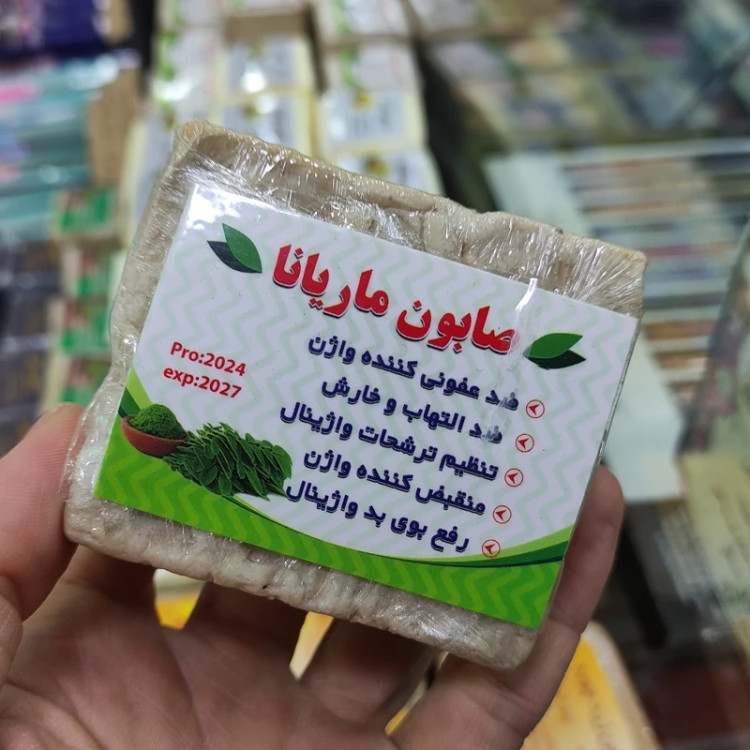 صابون ماریانا
ضد عفونی کننده واژن
ضد التهاب و خارش
تنظیم ترشحات واژینال
منقبض کننده واژن
رفع بوی بد واژینال
Pro:2024
exp:2027